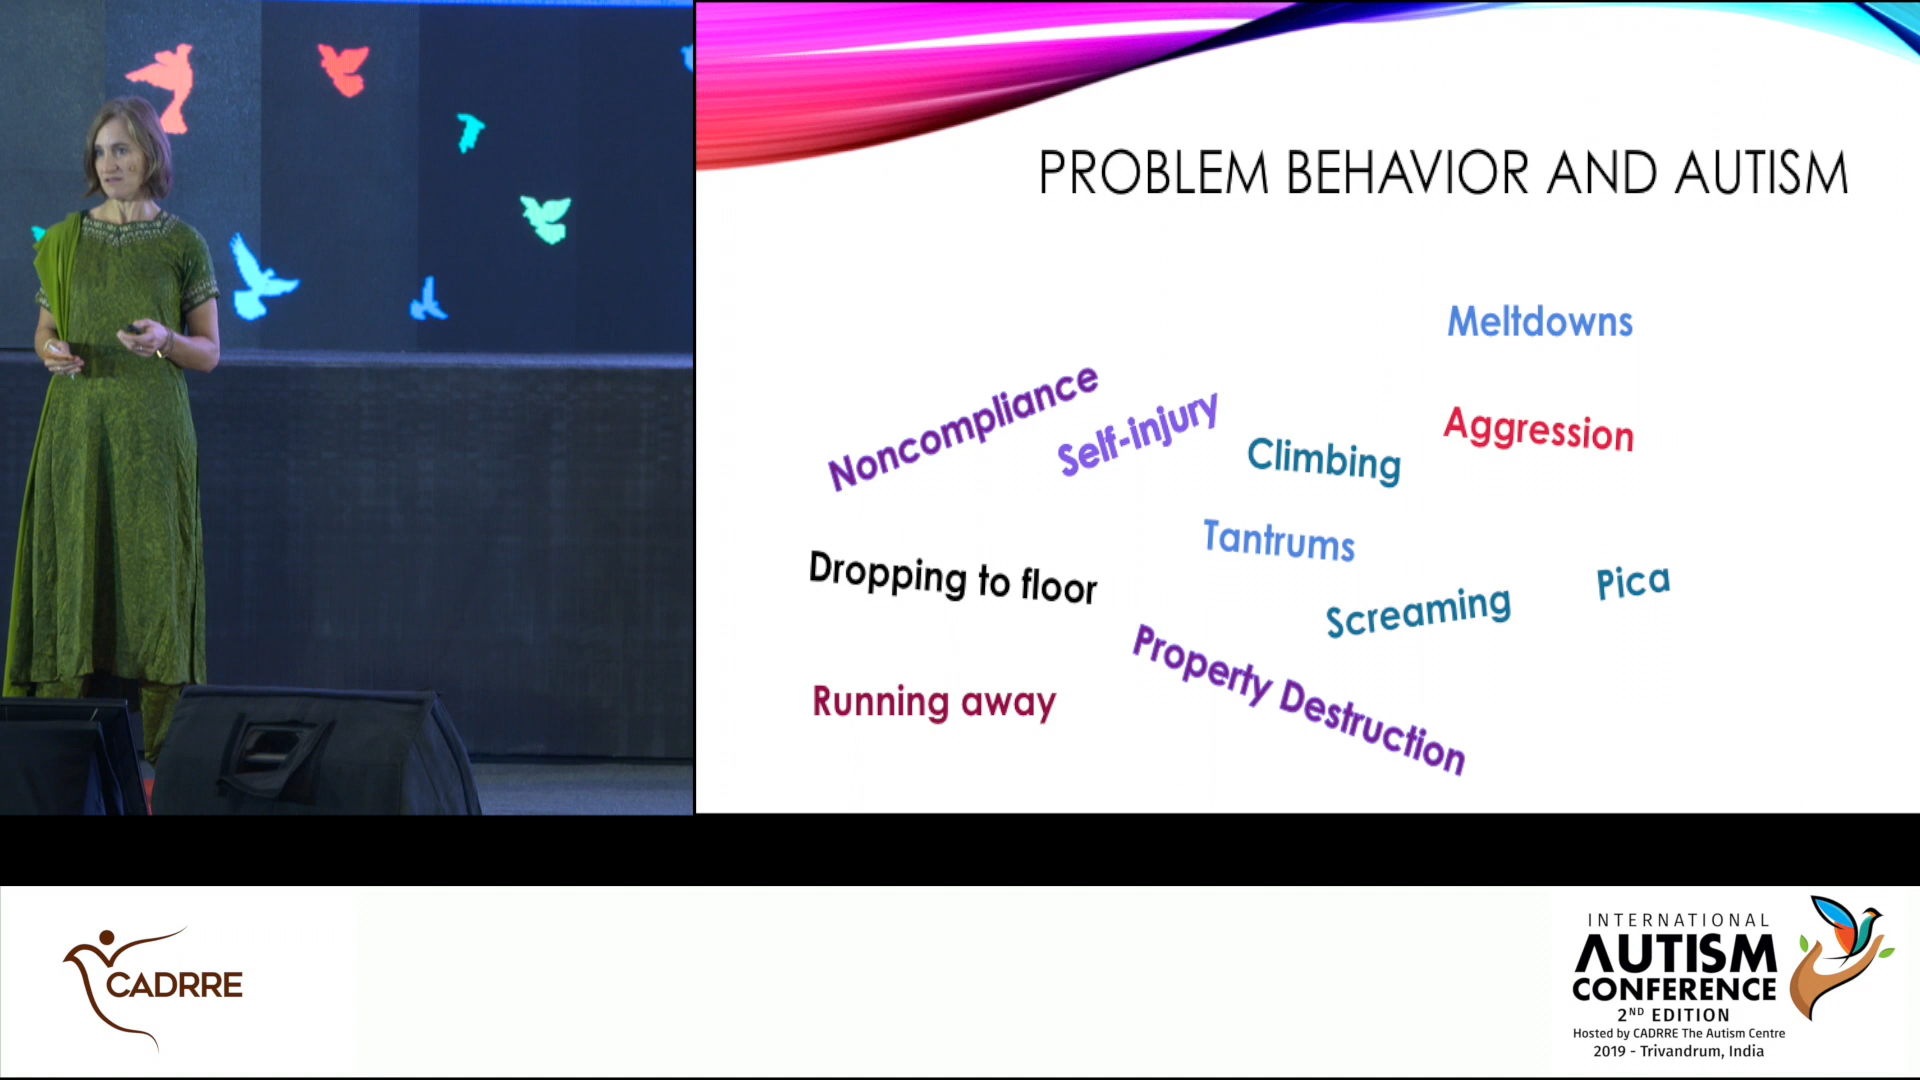 PROBLEM BEHAVIOR AND AUTISM
Meltdowns
Noncompliance
Self-injury
Climbing
Aggression
Tantrums
Dropping to floor
Screaming
Pica
Property Destruction
Running away
CADRRE
INTERNATIONAL
AUTISM
CONFERENCE
2ND EDITION
Hosted by CADRRE The Autism Centre
2019 - Trivandrum, India